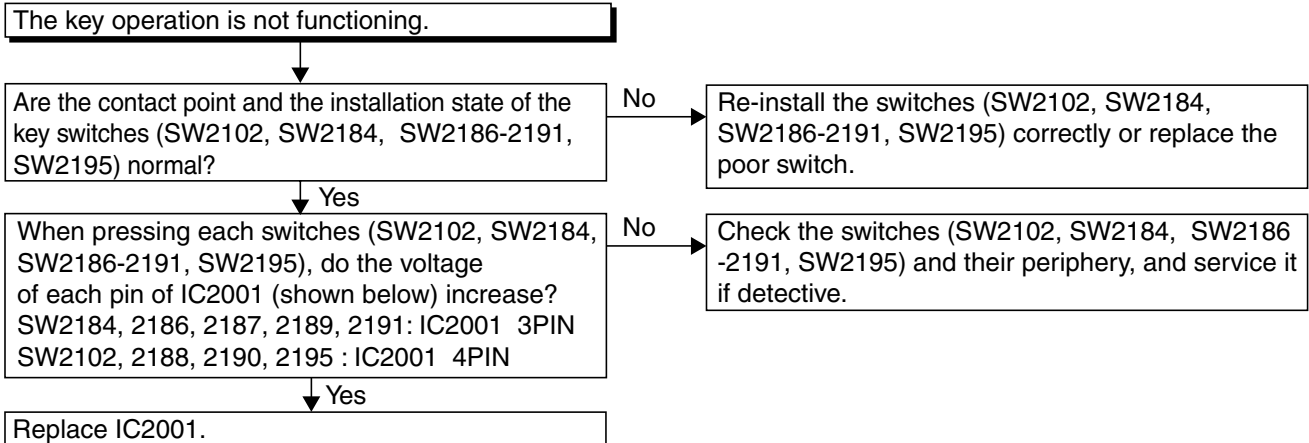 The key operation is not functioning.
Are the contact point and the installation state of the
key switches (SW2102, SW2184, SW2186-2191,
SW2195) normal?
No
Re-install the switches (SW2102, SW2184,
SW2186-2191, SW2195) correctly or replace the
poor switch.
Yes
When pressing each switches (SW2102, SW2184,
SW2186-2191, SW2195), do the voltage
of each pin of IC2001 (shown below) increase?
SW2184, 2186, 2187, 2189, 2191: IC2001 3PIN
SW2102, 2188, 2190, 2195 : IC2001 4PIN
No
Check the switches (SW2102, SW2184, SW2186
-2191, SW2195) and their periphery, and service it
if detective.
Yes
Replace IC2001.